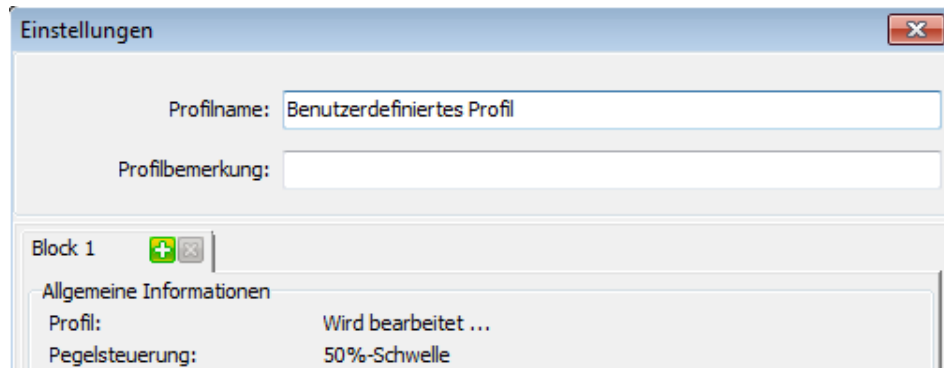 Einstellungen
Profilname: Benutzerdefiniertes Profil
Profilbemerkung:
Block 1
Allgemeine Informationen
Profil: Wird bearbeitet ...
Pegelsteuerung: 50%-Schwelle